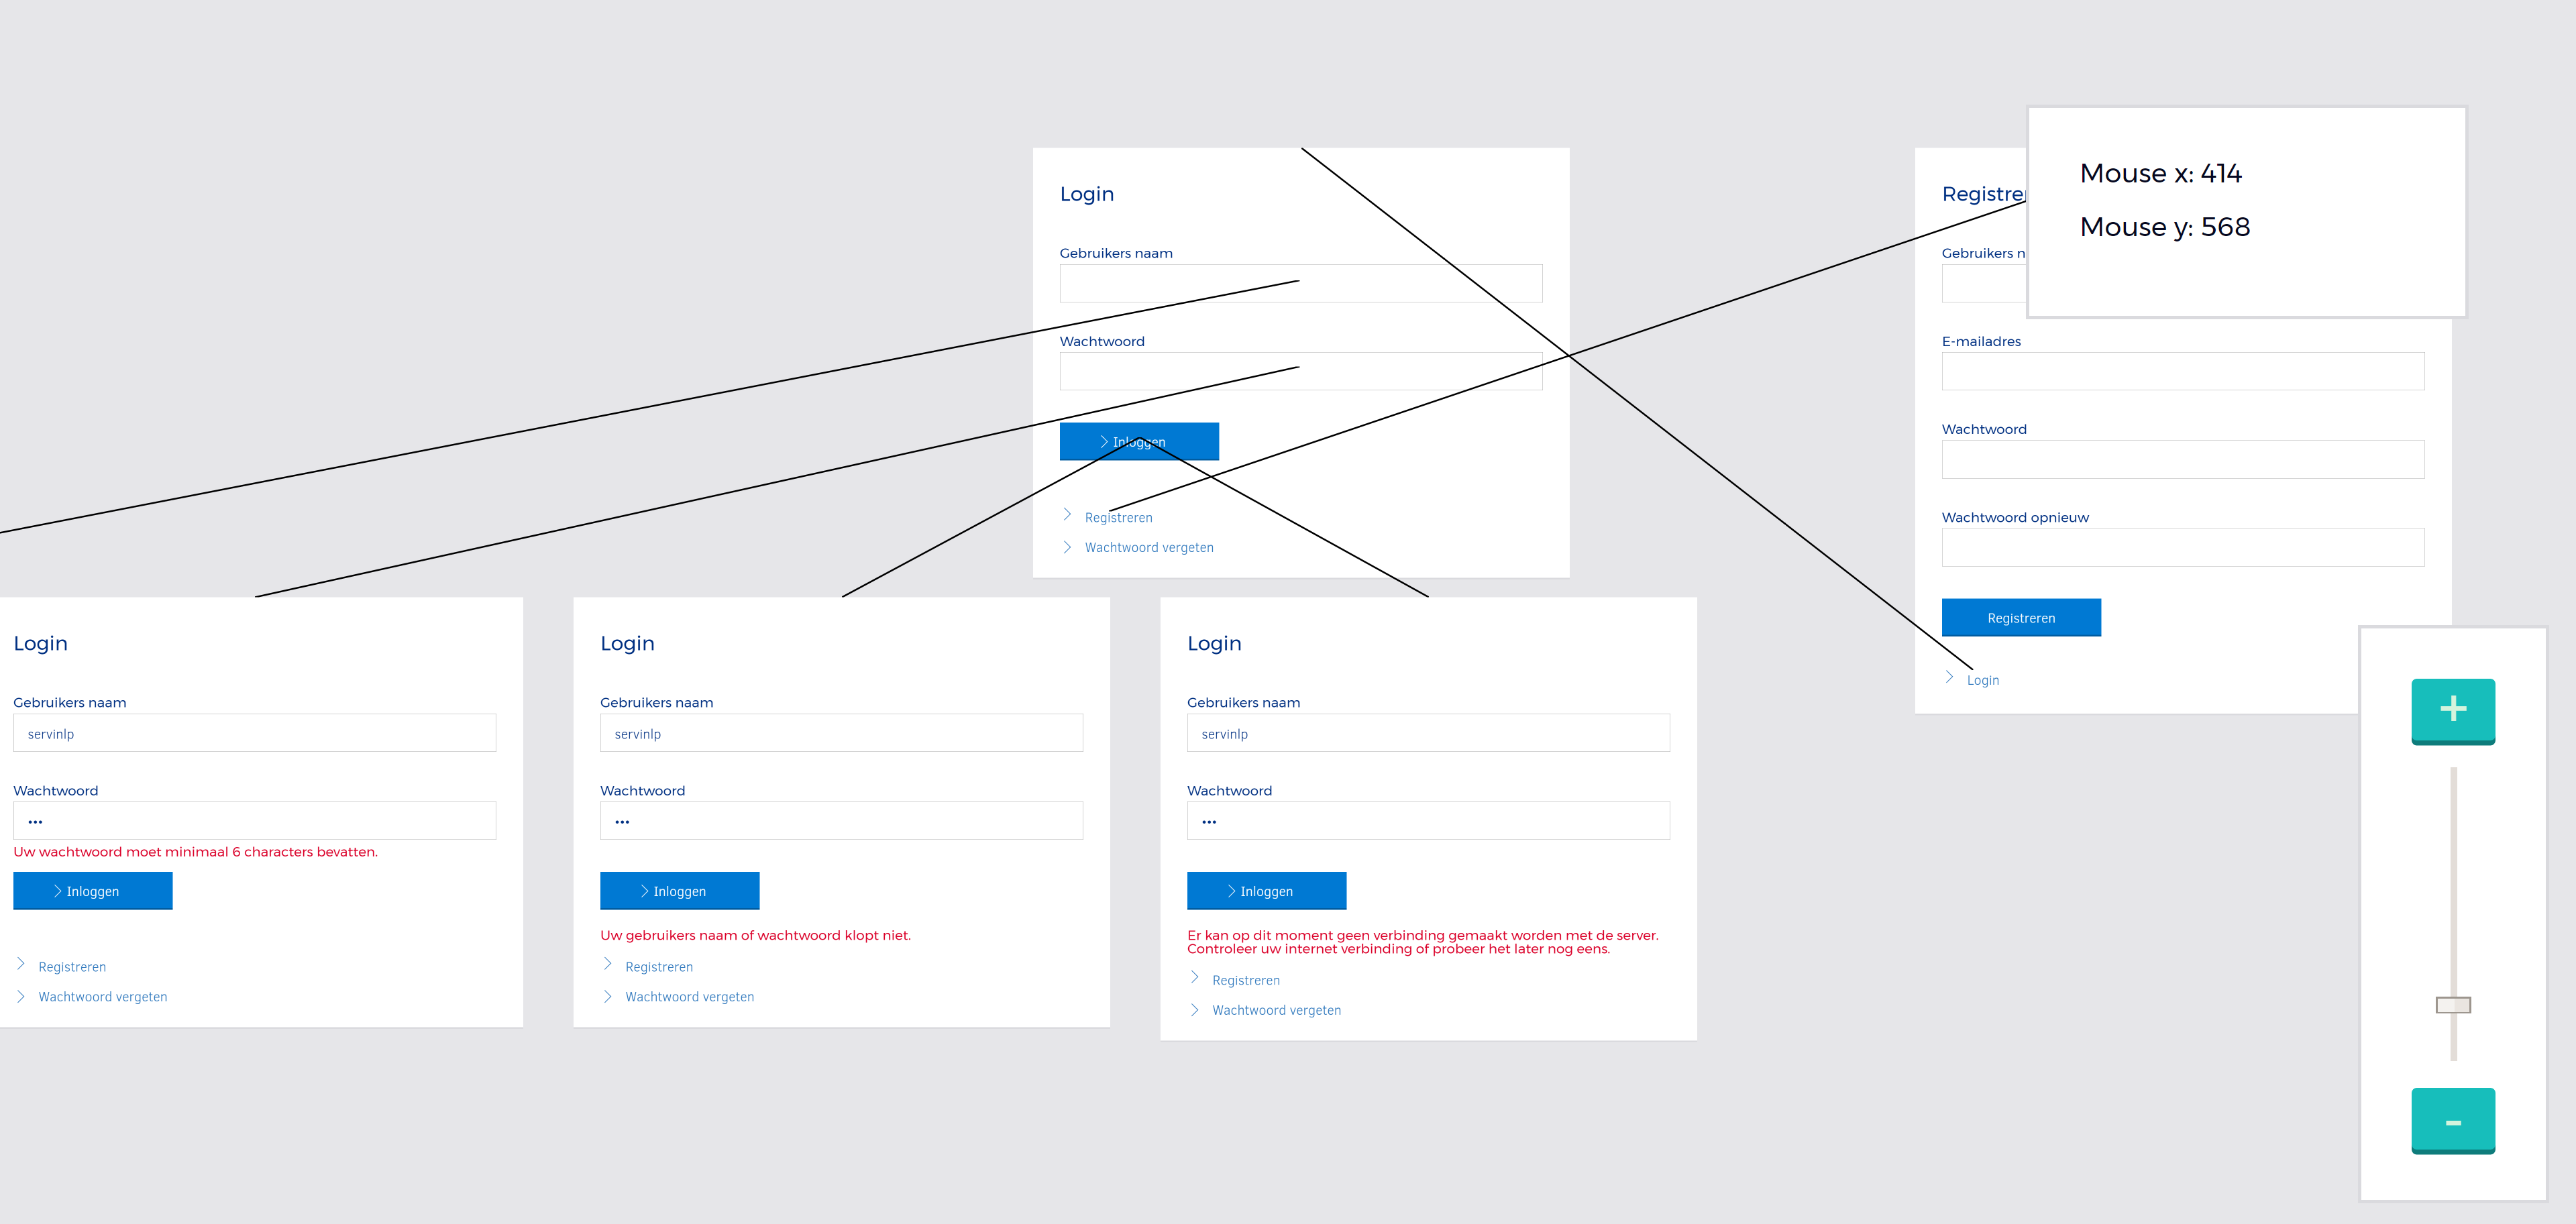 Login
Gebruikers naam
Wachtwoord
Inloggen
Registreren
Wachtwoord vergeten
Mouse x: 414
Mouse y: 568
E-mailadres
Wachtwoord
Wachtwoord opnieuw
Registreren
Login
Login
Gebruikers naam
servinlp
Wachtwoord
•••
Uw wachtwoord moet minimaal 6 characters bevatten.
Inloggen
Registreren
Wachtwoord vergeten
Login
Gebruikers naam
servinlp
Wachtwoord
•••
Inloggen
Uw gebruikers naam of wachtwoord klopt niet.
Registreren
Wachtwoord vergeten
Login
Gebruikers naam
servinlp
Wachtwoord
•••
Inloggen
Er kan op dit moment geen verbinding gemaakt worden met de server.
Controleer uw internet verbinding of probeer het later nog eens.
Registreren
Wachtwoord vergeten
+
-